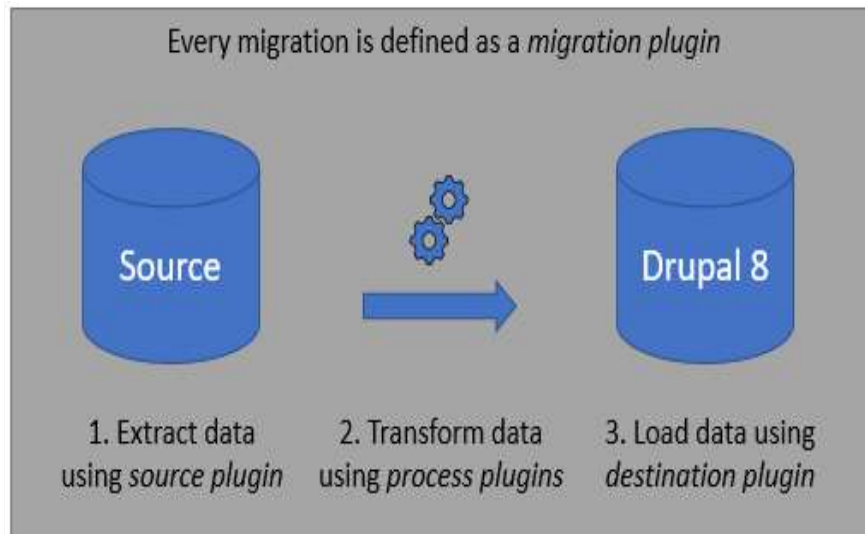 Every migration is defined as a migration plugin
Source
Drupal 8
1. Extract data
using source plugin
2. Transform data
using process plugins
3. Load data using
destination plugin